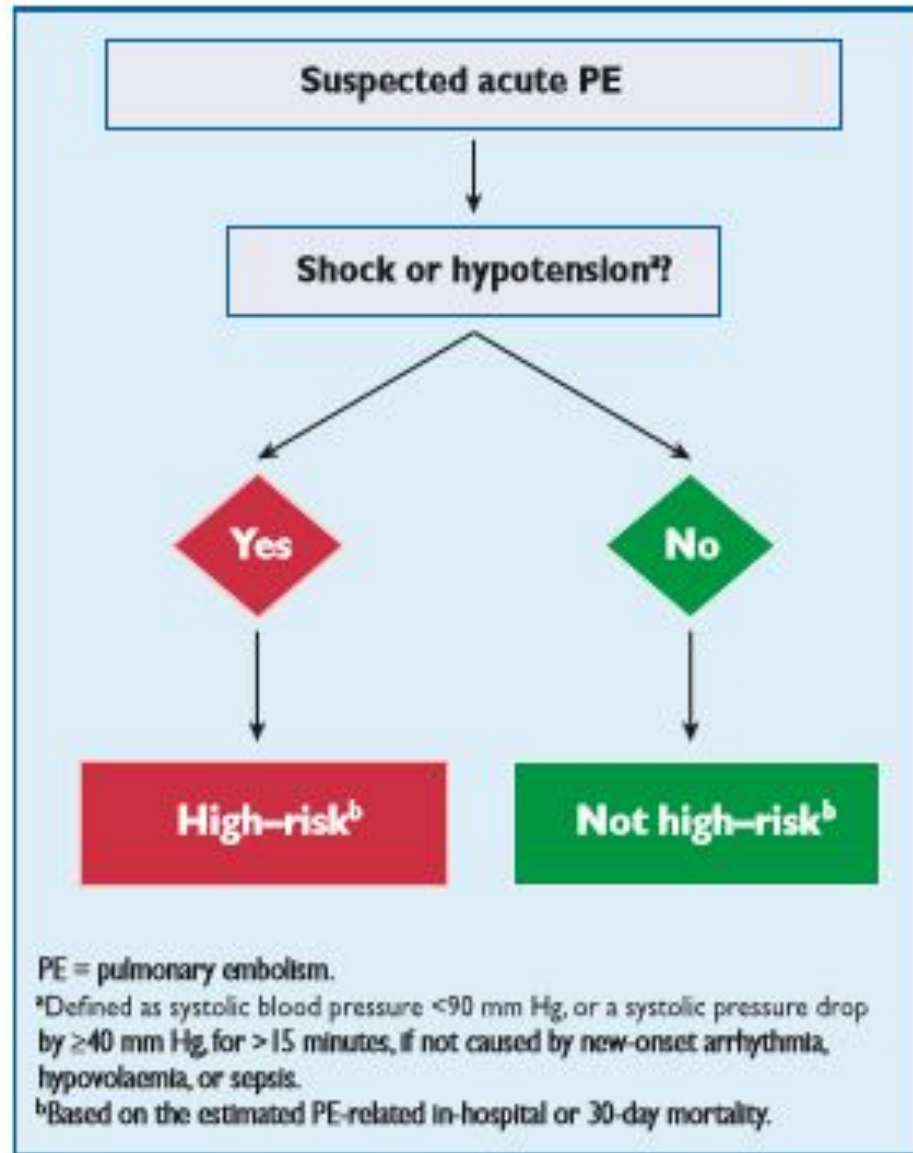 Suspected acute PE
Shock or hypotensionª?
Yes
No
High–riskᵇ
Not high–riskᵇ
PE = pulmonary embolism.
ªDefined as systolic blood pressure <90 mm Hg, or a systolic pressure drop
by ≥40 mm Hg, for >15 minutes, if not caused by new-onset arrhythmia,
hypovolaemia, or sepsis.
ᵇBased on the estimated PE-related in-hospital or 30-day mortality.